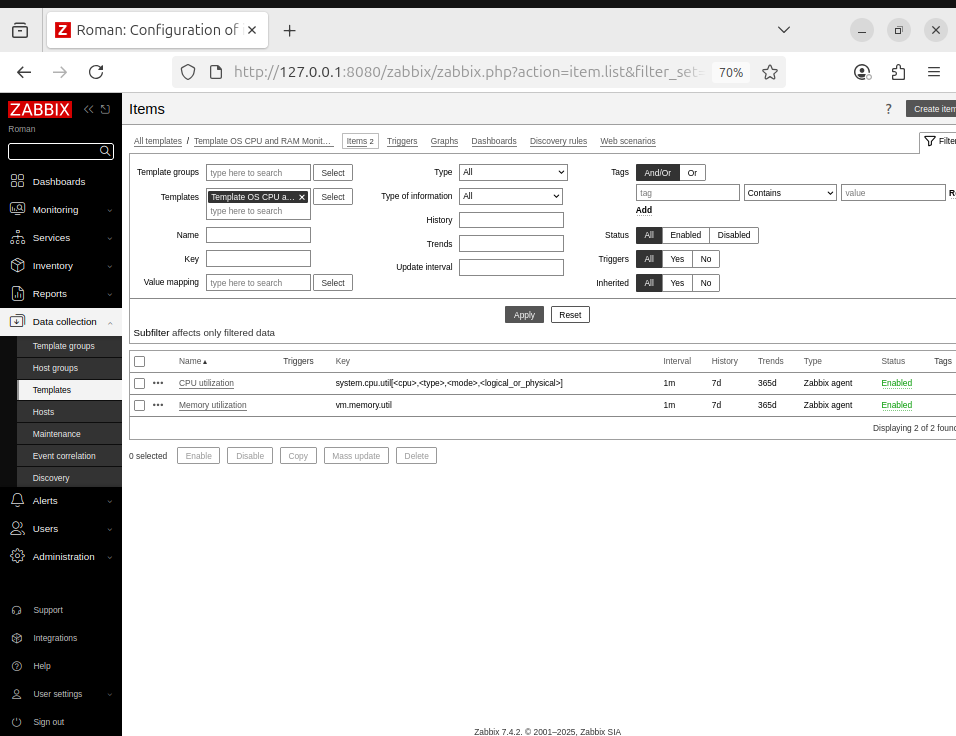 Roman: Configuration of
http://127.0.0.1:8080/zabbix/zabbix.php?action=item.list&filter_set=
70%
ZABBIX
Roman
Dashboards
Monitoring
Services
Inventory
Reports
Data collection
Template groups
Host groups
Templates
Hosts
Maintenance
Event correlation
Discovery
Alerts
Users
Administration
Support
Integrations
Help
User settings
Sign out
Items
? Create item
All templates / Template OS CPU and RAM Monit... Items 2 Triggers Graphs Dashboards Discovery rules Web scenarios Filter
Template groups type here to search Select
Templates Template OS CPU a... type here to search Select
Name
Key
Value mapping type here to search Select
Type All
Type of information All
History
Trends
Update interval
Tags And/Or Or
tag Contains value
Add
Status All Enabled Disabled
Triggers All Yes No
Inherited All Yes No
Apply Reset
Subfilter affects only filtered data
Name Triggers Key Interval History Trends Type Status Tags
CPU utilization system.cpu.util[<cpu>,<type>,<mode>,<logical_or_physical>] 1m 7d 365d Zabbix agent Enabled
Memory utilization vm.memory.util 1m 7d 365d Zabbix agent Enabled
Displaying 2 of 2 found
0 selected Enable Disable Copy Mass update Delete
Zabbix 7.4.2. © 2001–2025, Zabbix SIA